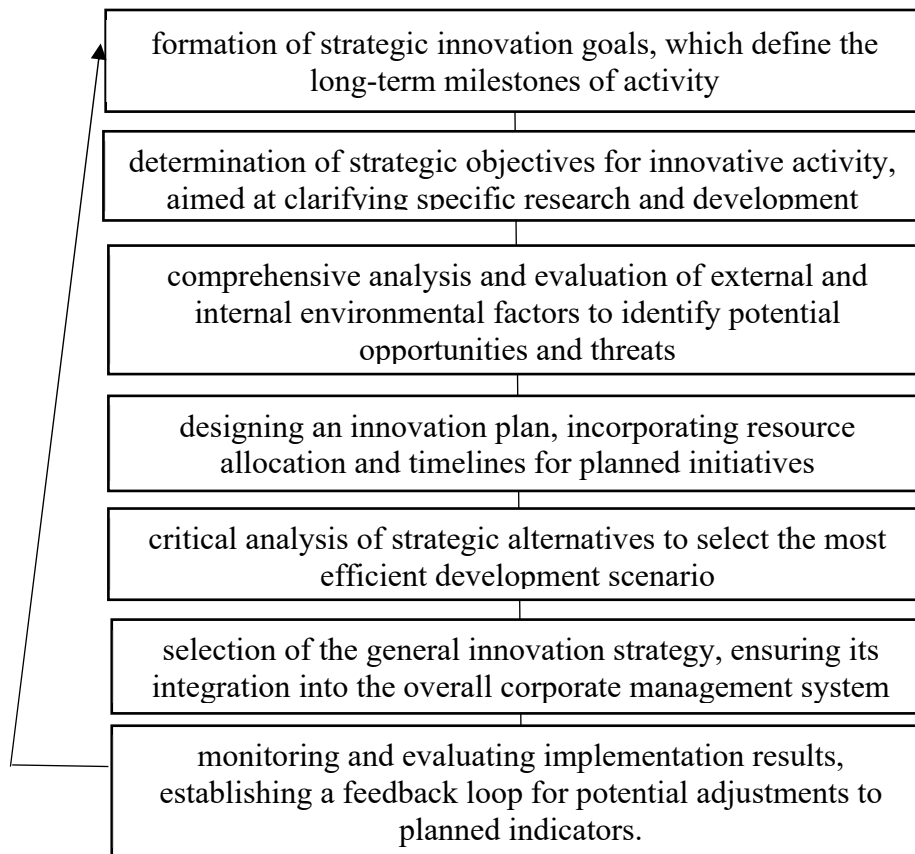 formation of strategic innovation goals, which define the
long-term milestones of activity
determination of strategic objectives for innovative activity,
aimed at clarifying specific research and development
comprehensive analysis and evaluation of external and
internal environmental factors to identify potential
opportunities and threats
designing an innovation plan, incorporating resource
allocation and timelines for planned initiatives
critical analysis of strategic alternatives to select the most
efficient development scenario
selection of the general innovation strategy, ensuring its
integration into the overall corporate management system
monitoring and evaluating implementation results,
establishing a feedback loop for potential adjustments to
planned indicators.